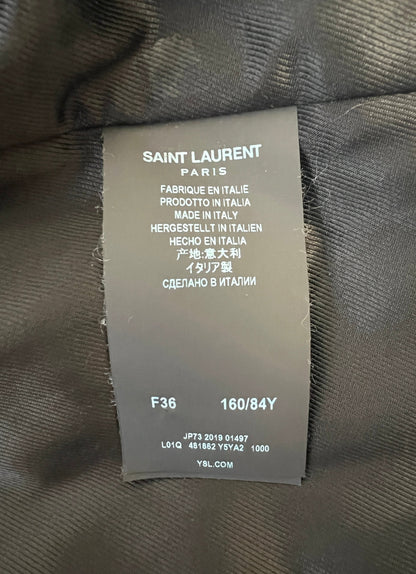 SAINT LAURENT
PARIS
FABRIQUE EN ITALIE
PRODOTTO IN ITALIA
MADE IN ITALY
HERGESTELLT IN ITALIEN
HECHO EN ITALIA
产地:意大利
イタリア製
СДЕЛАНО В ИТАЛИИ
F36 160/84Y
JP73 2019 01497
L01Q 481862 Y5YA2 1000
YSL.COM